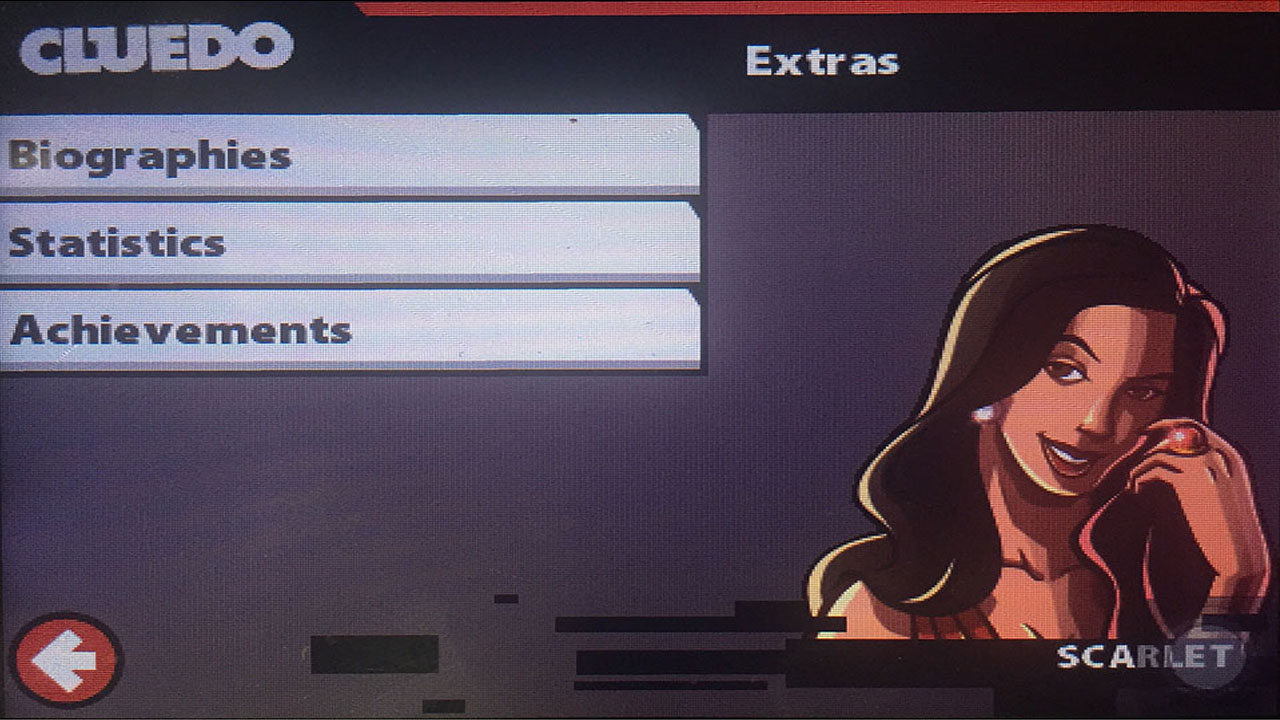 CLUEDO
Extras
Biographies
Statistics
Achievements
SCARLET